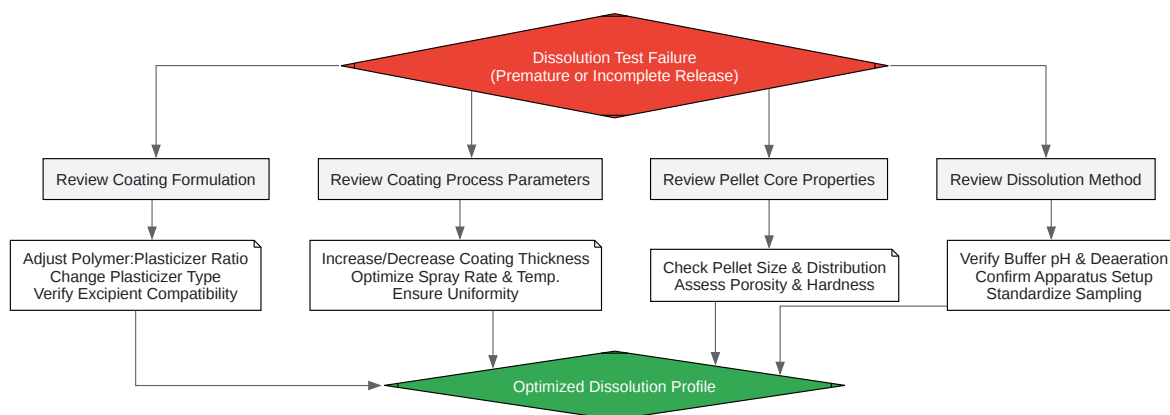 Dissolution Test Failure
(Premature or Incomplete Release)
Review Coating Formulation
Review Coating Process Parameters
Review Pellet Core Properties
Review Dissolution Method
Adjust Polymer:Plasticizer Ratio
Change Plasticizer Type
Verify Excipient Compatibility
Increase/Decrease Coating Thickness
Optimize Spray Rate & Temp.
Ensure Uniformity
Check Pellet Size & Distribution
Assess Porosity & Hardness
Verify Buffer pH & Deaeration
Confirm Apparatus Setup
Standardize Sampling
Optimized Dissolution Profile